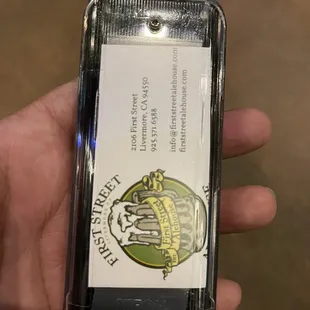 2106 First Street
Livermore, CA 94550
925.371.6588
info@firststreetalehouse.com
firststreetalehouse.com
FIRST STREET